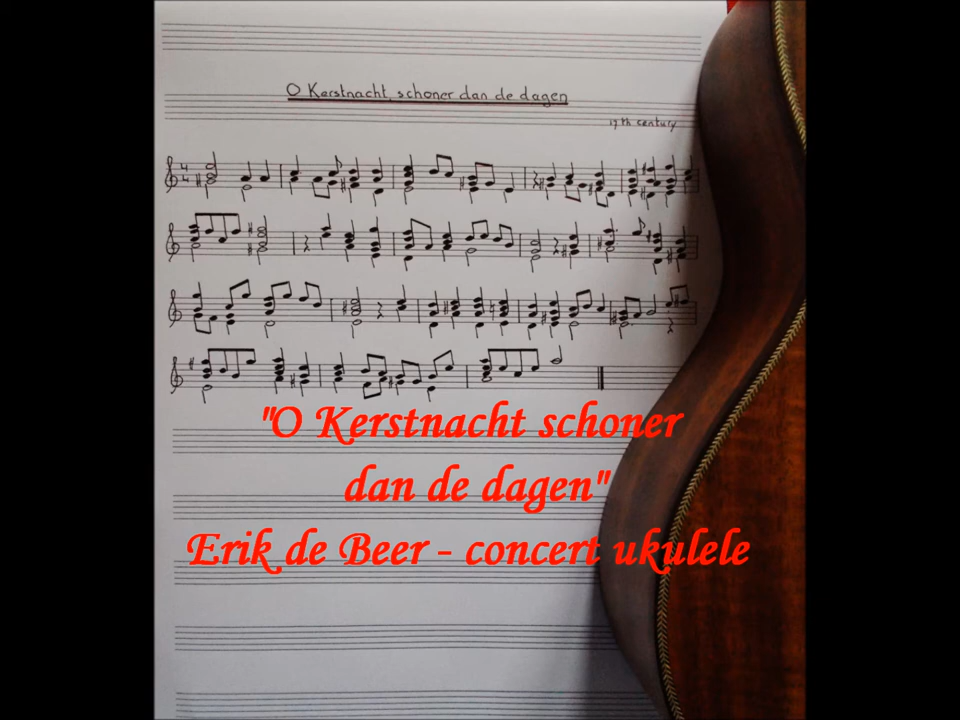 O Kerstnacht, schoner dan de dagen
17th century
"O Kerstnacht schoner
dan de dagen"
Erik de Beer - concert ukulele